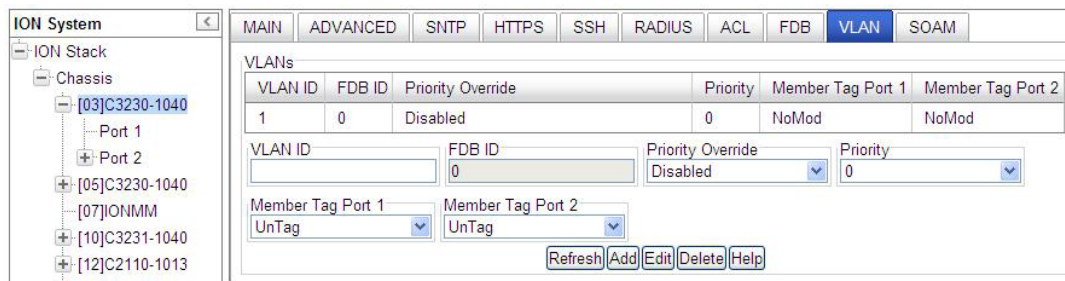 ION System
ION Stack
Chassis
[03]C3230-1040
Port 1
Port 2
[05]C3230-1040
[07]IONMM
[10]C3231-1040
[12]C2110-1013
MAIN ADVANCED SNTP HTTPS SSH RADIUS ACL FDB VLAN SOAM
VLANs
VLAN ID FDB ID Priority Override Priority Member Tag Port 1 Member Tag Port 2
1 0 Disabled 0 NoMod NoMod
VLAN ID FDB ID Priority Override Priority
0 Disabled 0
Member Tag Port 1 Member Tag Port 2
UnTag UnTag
Refresh Add Edit Delete Help